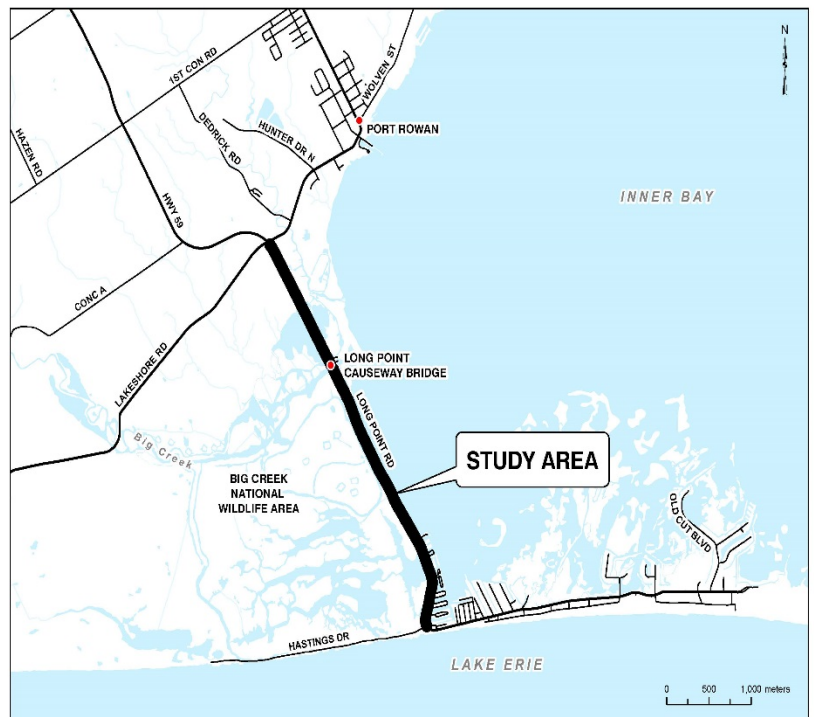 N
1ST CON RD
WOLVEN ST
PORT ROWAN
HAZEN RD
DEDRICK RD
HUNTER DR N
INNER BAY
HWY 59
CONC A
LONG POINT
CAUSEWAY BRIDGE
LAKESHORE RD
LONG POINT RD
Big Creek
STUDY AREA
BIG CREEK
NATIONAL
WILDLIFE AREA
OLD CUT BLVD
HASTINGS DR
LAKE ERIE
0 500 1,000 meters